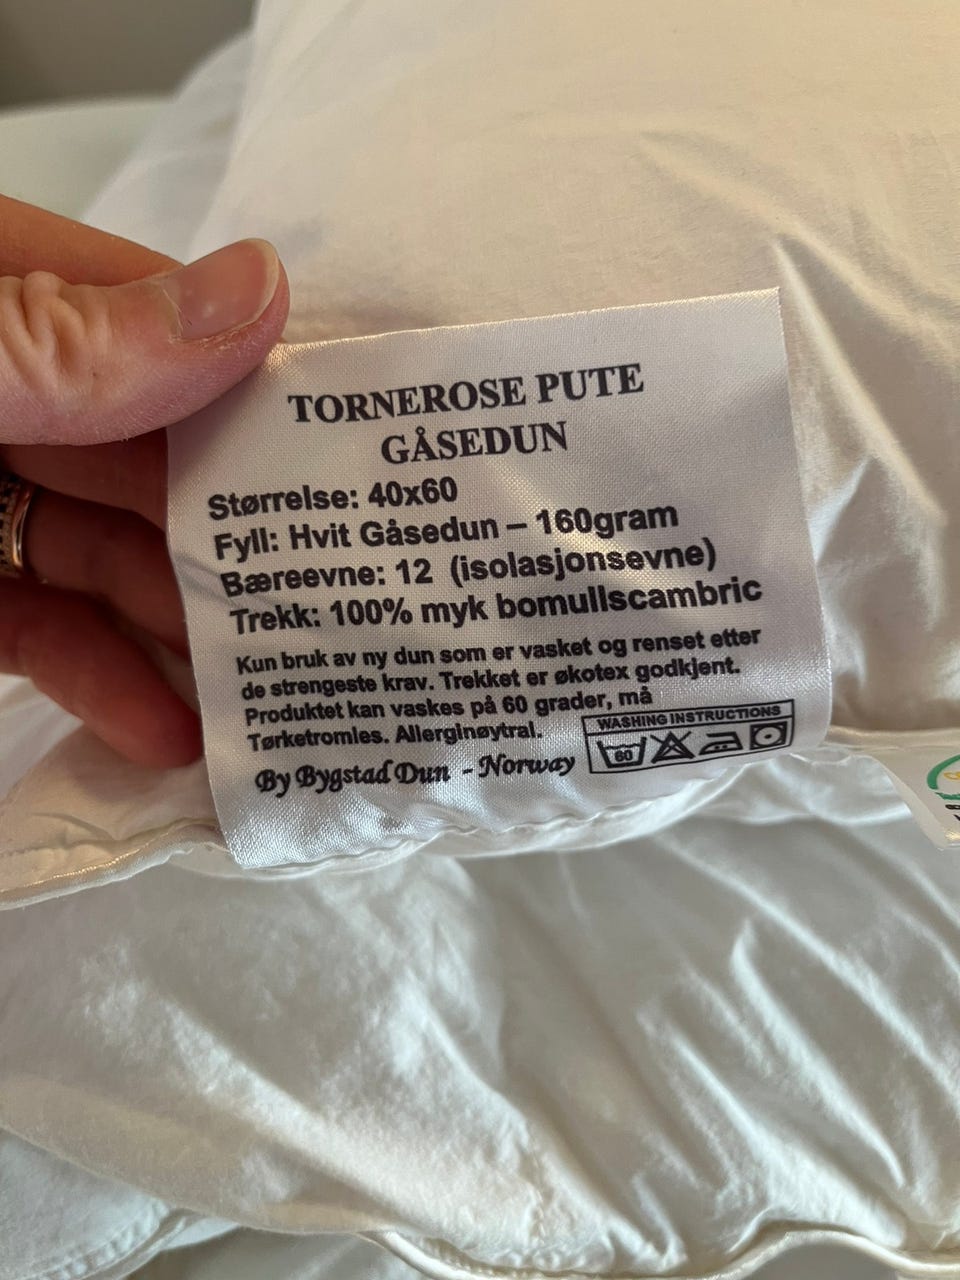 TORNEROSE PUTE
GÅSEDUN
Størrelse: 40x60
Fyll: Hvit Gåsedun – 160gram
Bæreevne: 12 (isolasjonsevne)
Trekk: 100% myk bomullscambric
Kun bruk av ny dun som er vasket og renset etter
de strengeste krav. Trekket er økotex godkjent.
Produktet kan vaskes på 60 grader, må
Tørketromles. Allerginøytral.
WASHING INSTRUCTIONS
60
By Bygstad Dun - Norway